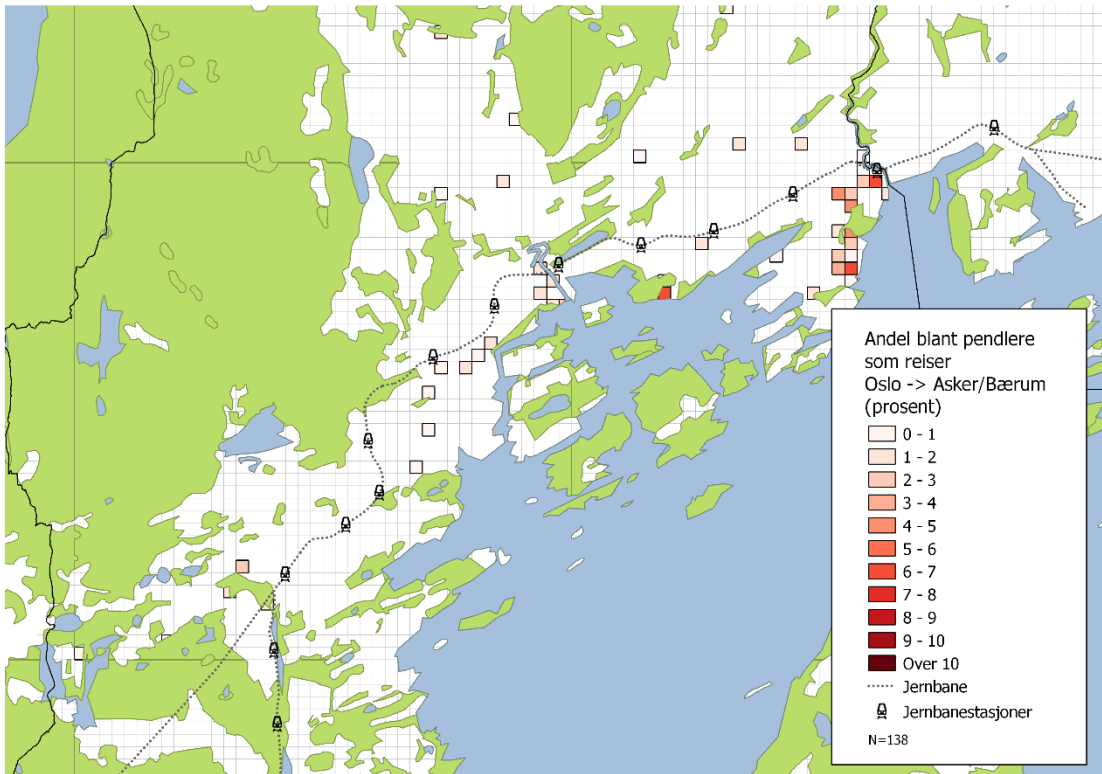 Andel blant pendlere
som reiser
Oslo -> Asker/Bærum
(prosent)
0 - 1
1 - 2
2 - 3
3 - 4
4 - 5
5 - 6
6 - 7
7 - 8
8 - 9
9 - 10
Over 10
Jernbane
Jernbanestasjoner
N=138